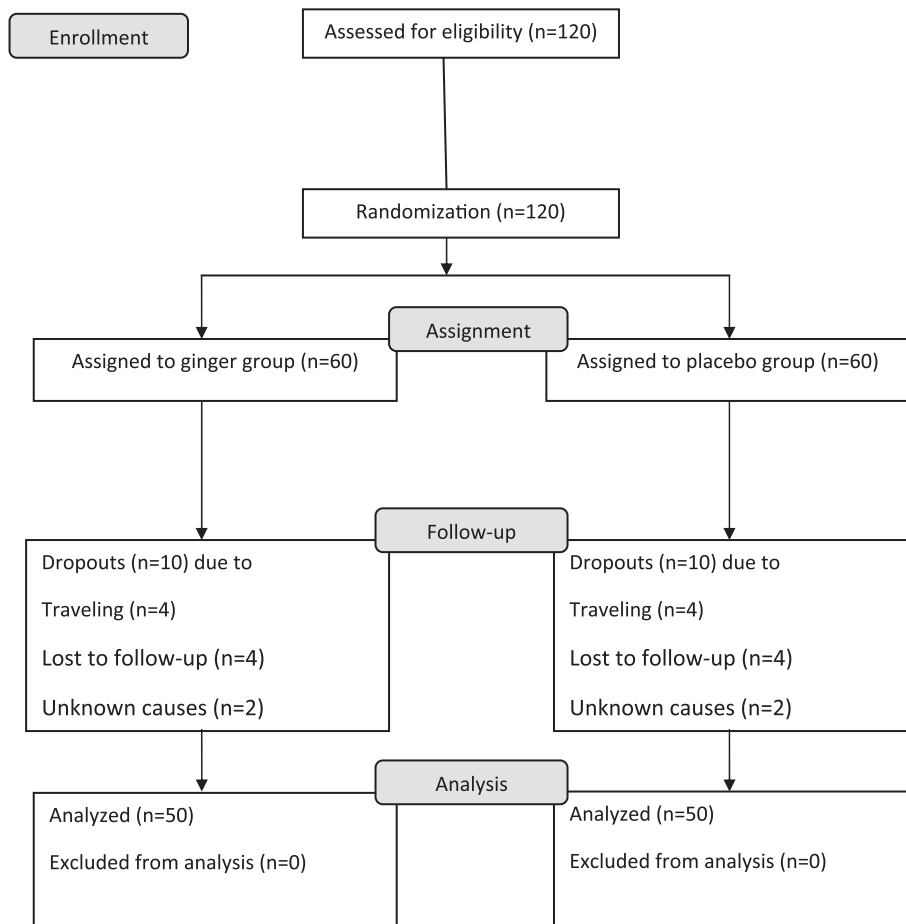 Enrollment
Assessed for eligibility (n=120)
Randomization (n=120)
Assignment
Assigned to ginger group (n=60)
Assigned to placebo group (n=60)
Follow-up
Dropouts (n=10) due to
Traveling (n=4)
Lost to follow-up (n=4)
Unknown causes (n=2)
Dropouts (n=10) due to
Traveling (n=4)
Lost to follow-up (n=4)
Unknown causes (n=2)
Analysis
Analyzed (n=50)
Excluded from analysis (n=0)
Analyzed (n=50)
Excluded from analysis (n=0)